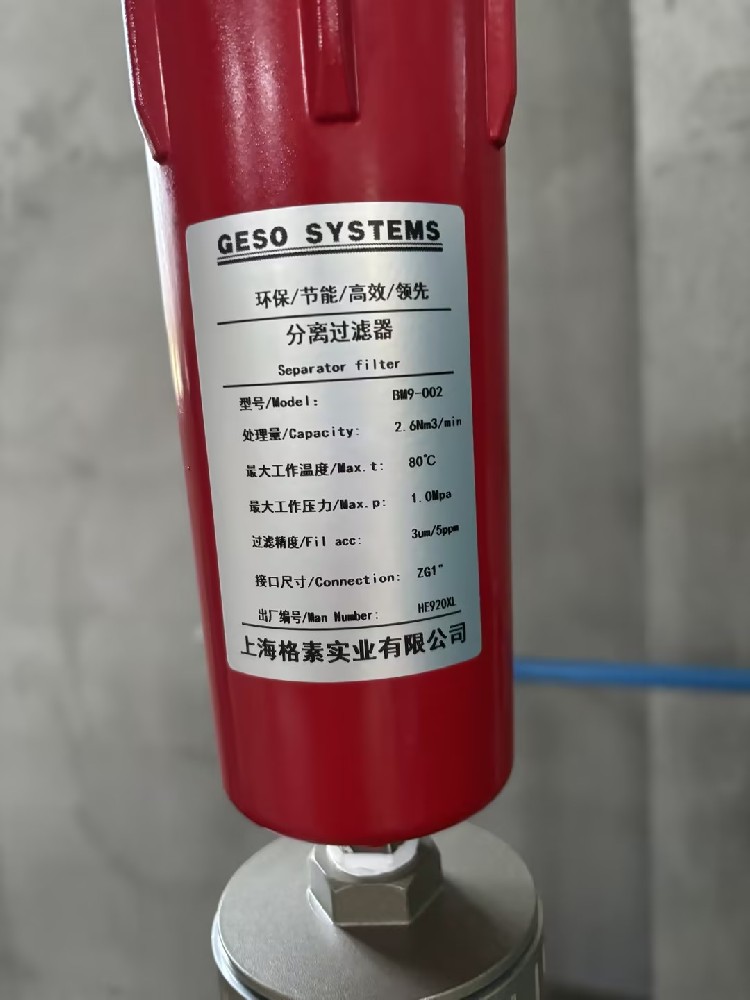 GESO SYSTEMS
环保/节能/高效/领先
分离过滤器
Separator filter
型号/Model: BM9-002
处理量/Capacity: 2.6Nm3/min
最大工作温度/Max.t: 80℃
最大工作压力/Max.p: 1.0Mpa
过滤精度/Fil acc: 3um/5ppm
接口尺寸/Connection: ZG1"
出厂编号/Man Number: HF920XL
上海格素实业有限公司